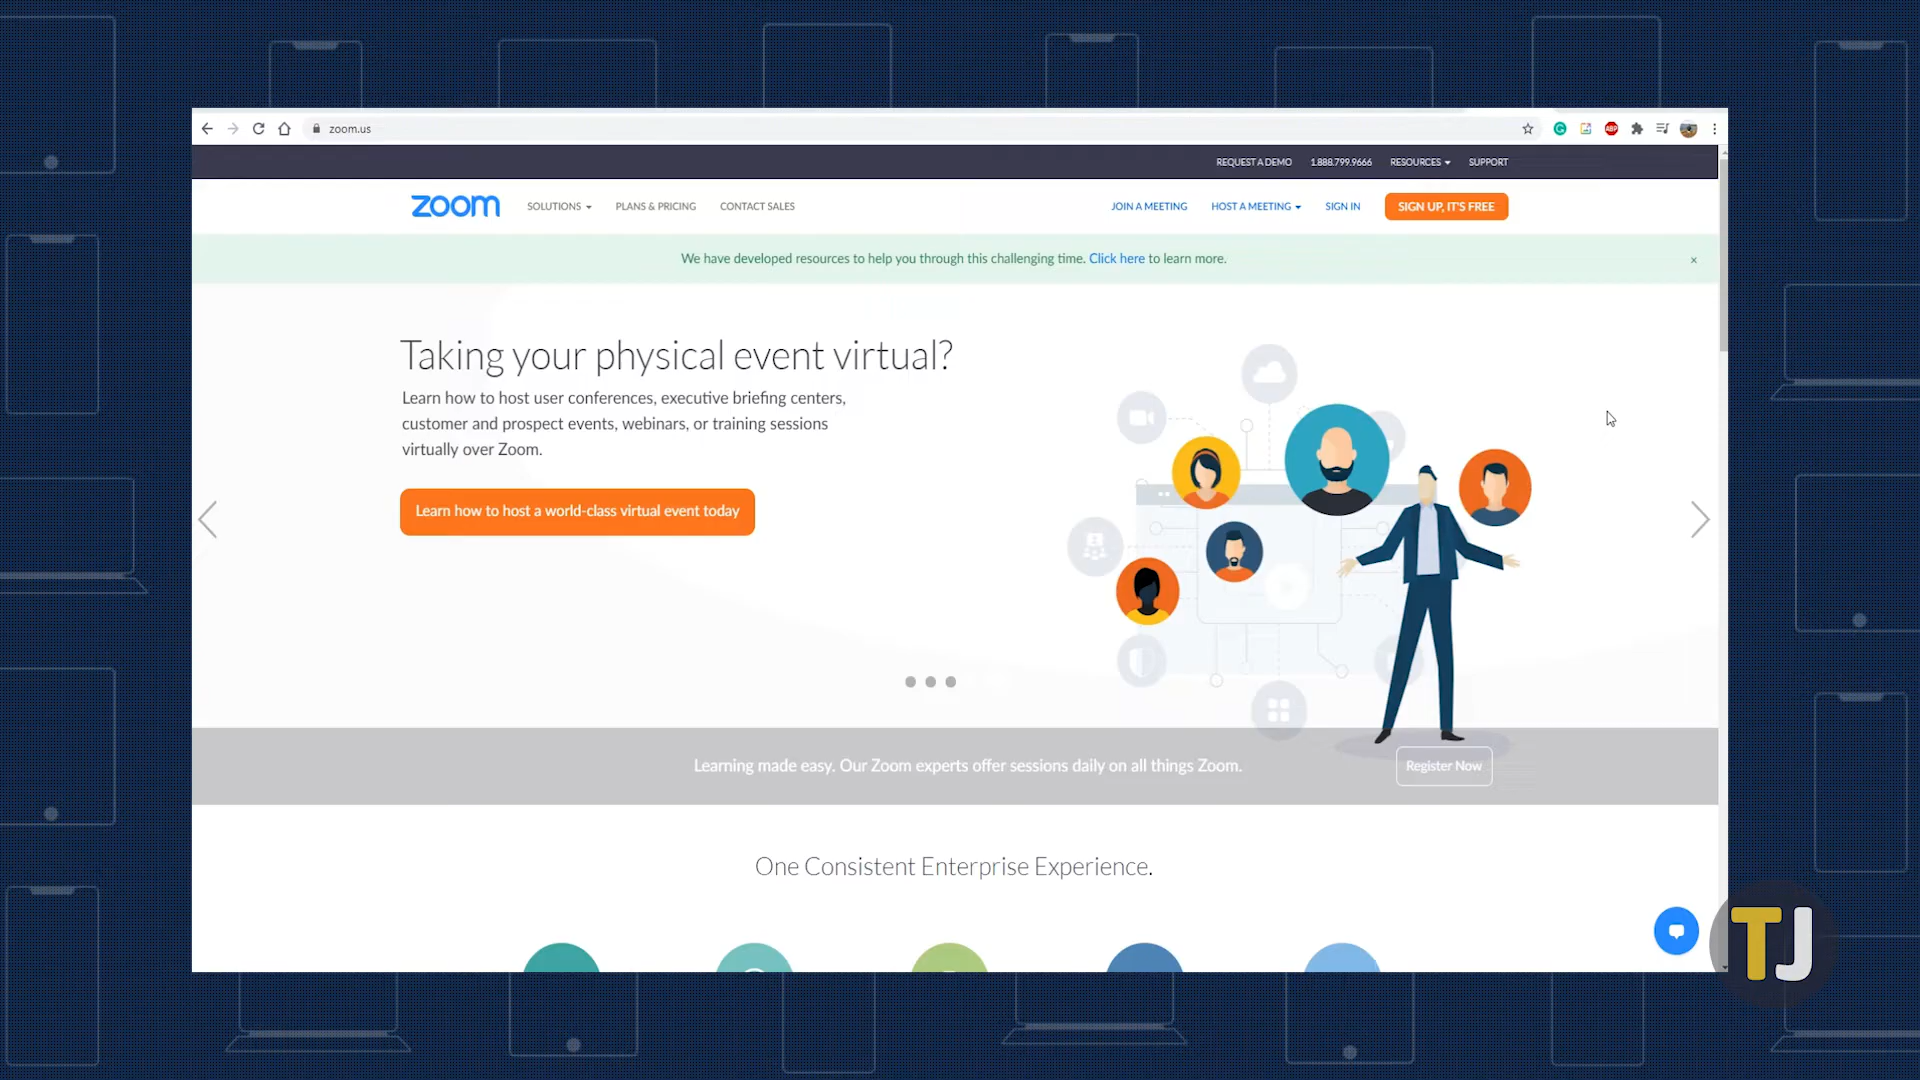 zoom.us
ABP
REQUEST A DEMO 1.888.799.9666 RESOURCES SUPPORT
zoom SOLUTIONS PLANS & PRICING CONTACT SALES JOIN A MEETING HOST A MEETING SIGN IN SIGN UP, IT'S FREE
We have developed resources to help you through this challenging time. Click here to learn more. ×
Taking your physical event virtual?
Learn how to host user conferences, executive briefing centers,
customer and prospect events, webinars, or training sessions
virtually over Zoom.
Learn how to host a world-class virtual event today
Learning made easy. Our Zoom experts offer sessions daily on all things Zoom. Register Now
One Consistent Enterprise Experience.
TJ